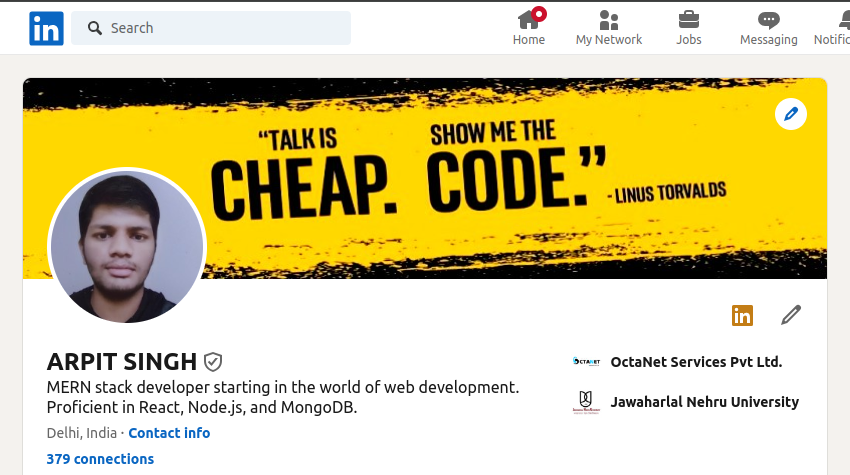 in
Search
Home
My Network
Jobs
Messaging
Notific
“TALK IS
CHEAP.
SHOW ME THE
CODE.”
- LINUS TORVALDS
in
ARPIT SINGH
MERN stack developer starting in the world of web development.
Proficient in React, Node.js, and MongoDB.
Delhi, India · Contact info
379 connections
OCTANET
OctaNet Services Pvt Ltd.
Jawaharlal Nehru University